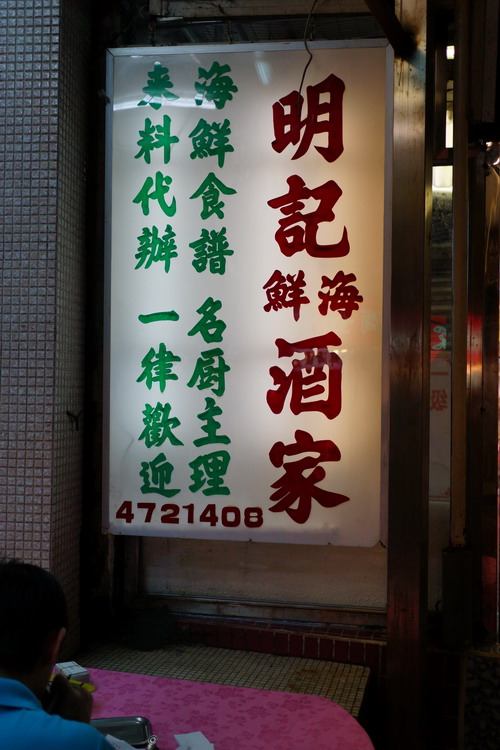 明記海鮮酒家
海鮮食譜 名厨主理
来料代辦 一律歡迎
4721408